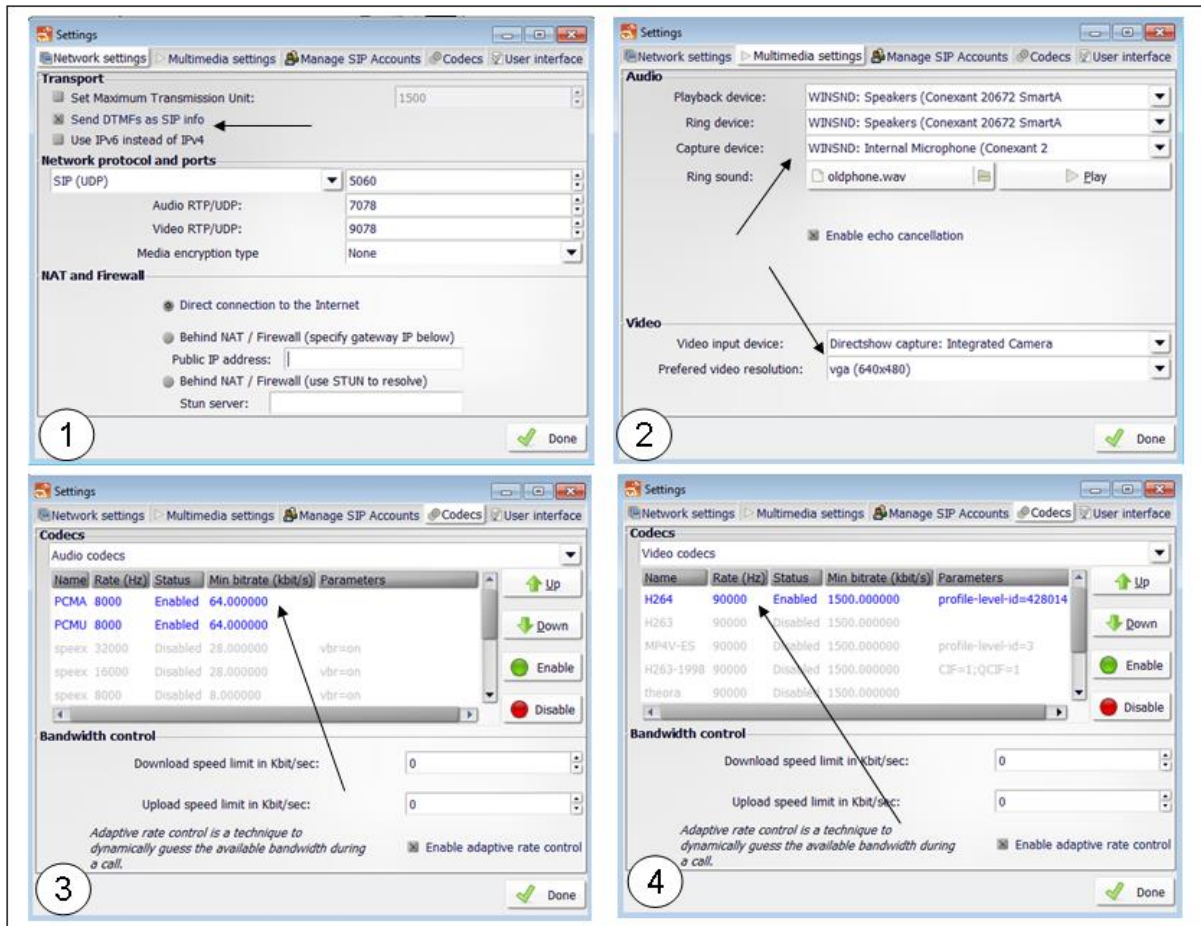 Settings
Network settings Multimedia settings Manage SIP Accounts Codecs User interface
Transport
Set Maximum Transmission Unit: 1500
Send DTMFs as SIP info
Use IPv6 instead of IPv4
Network protocol and ports
SIP (UDP) 5060
Audio RTP/UDP: 7078
Video RTP/UDP: 9078
Media encryption type None
NAT and Firewall
Direct connection to the Internet
Behind NAT / Firewall (specify gateway IP below)
Public IP address:
Behind NAT / Firewall (use STUN to resolve)
Stun server:
1
Done
Settings
Network settings Multimedia settings Manage SIP Accounts Codecs User interface
Audio
Playback device: WINSND: Speakers (Conexant 20672 SmartA
Ring device: WINSND: Speakers (Conexant 20672 SmartA
Capture device: WINSND: Internal Microphone (Conexant 2
Ring sound: oldphone.wav Play
Enable echo cancellation
Video
Video input device: Directshow capture: Integrated Camera
Prefered video resolution: vga (640x480)
2
Done
Settings
Network settings Multimedia settings Manage SIP Accounts Codecs User interface
Codecs
Audio codecs
Name Rate (Hz) Status Min bitrate (kbit/s) Parameters
PCMA 8000 Enabled 64.000000
PCMU 8000 Enabled 64.000000
speex 32000 Disabled 28.000000 vbr=on
speex 16000 Disabled 28.000000 vbr=on
speex 8000 Disabled 8.000000 vbr=on
Up
Down
Enable
Disable
Bandwidth control
Download speed limit in Kbit/sec: 0
Upload speed limit in Kbit/sec: 0
Adaptive rate control is a technique to
dynamically guess the available bandwidth during
a call.
Enable adaptive rate control
3
Done
Settings
Network settings Multimedia settings Manage SIP Accounts Codecs User interface
Codecs
Video codecs
Name Rate (Hz) Status Min bitrate (kbit/s) Parameters
H264 90000 Enabled 1500.000000 profile-level-id=428014
H263 90000 Disabled 1500.000000
MP4V-ES 90000 Disabled 1500.000000 profile-level-id=3
H263-1998 90000 Disabled 1500.000000 CIF=1;QCIF=1
theora 90000 Disabled 1500.000000
Up
Down
Enable
Disable
Bandwidth control
Download speed limit in Kbit/sec: 0
Upload speed limit in Kbit/sec: 0
Adaptive rate control is a technique to
dynamically guess the available bandwidth during
a call.
Enable adaptive rate control
4
Done